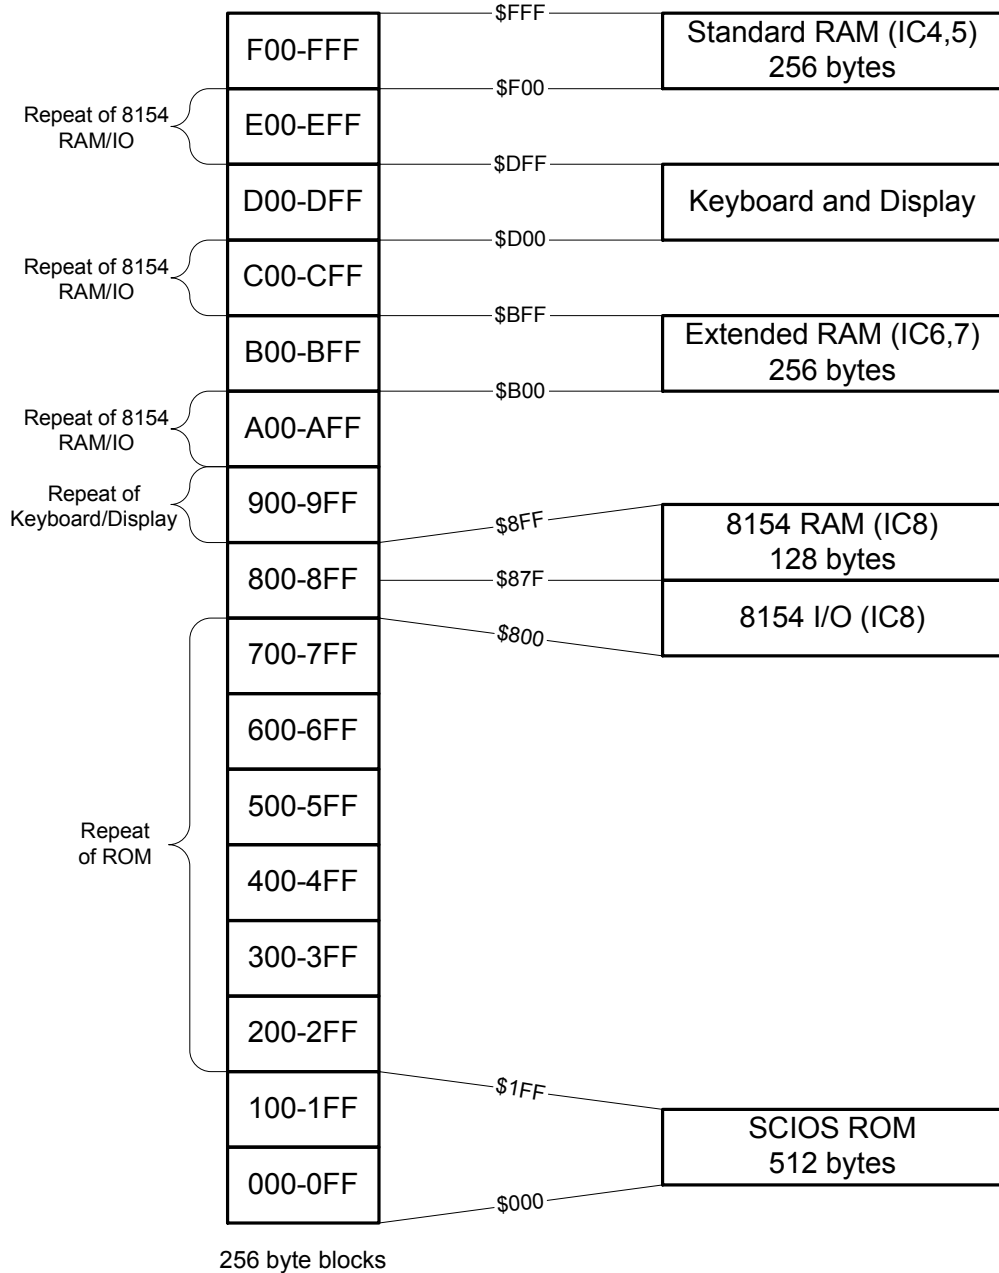 $FFF
F00-FFF
Standard RAM (IC4,5)
256 bytes
$F00
Repeat of 8154
RAM/IO
E00-EFF
$DFF
D00-DFF
Keyboard and Display
$D00
Repeat of 8154
RAM/IO
C00-CFF
$BFF
B00-BFF
Extended RAM (IC6,7)
256 bytes
$B00
Repeat of 8154
RAM/IO
A00-AFF
Repeat of
Keyboard/Display
900-9FF
$8FF
8154 RAM (IC8)
128 bytes
800-8FF
$87F
8154 I/O (IC8)
$800
700-7FF
600-6FF
500-5FF
Repeat
of ROM
400-4FF
300-3FF
200-2FF
$1FF
100-1FF
SCIOS ROM
512 bytes
000-0FF
$000
256 byte blocks